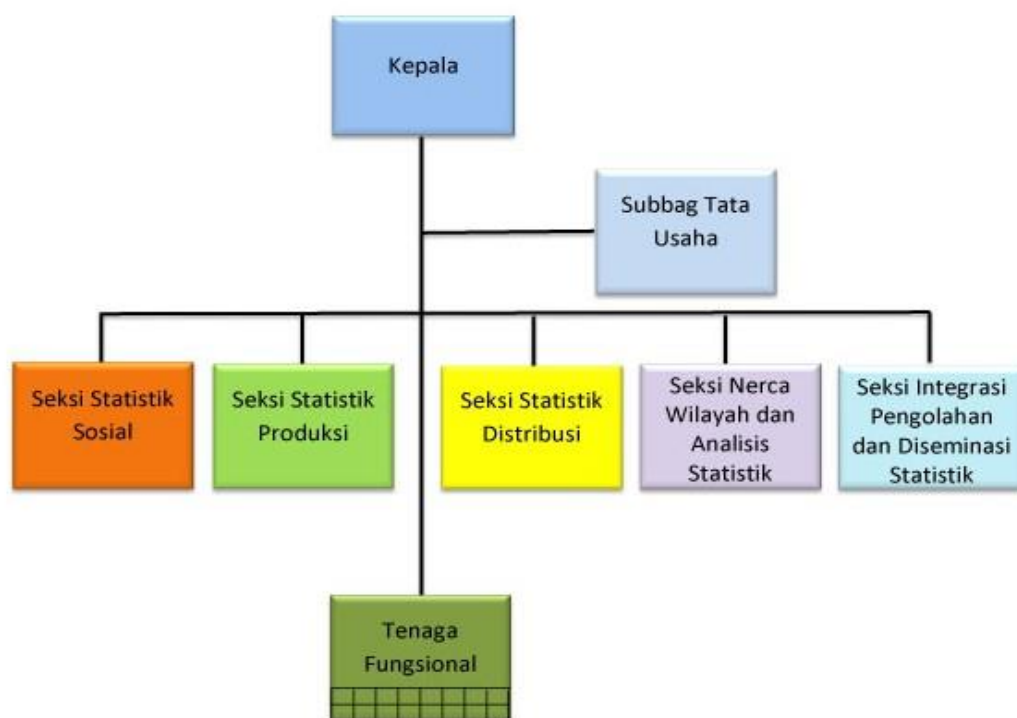 Kepala
Subbag Tata
Usaha
Seksi Statistik
Sosial
Seksi Statistik
Produksi
Seksi Statistik
Distribusi
Seksi Nerca
Wilayah dan
Analisis
Statistik
Seksi Integrasi
Pengolahan
dan Diseminasi
Statistik
Tenaga
Fungsional